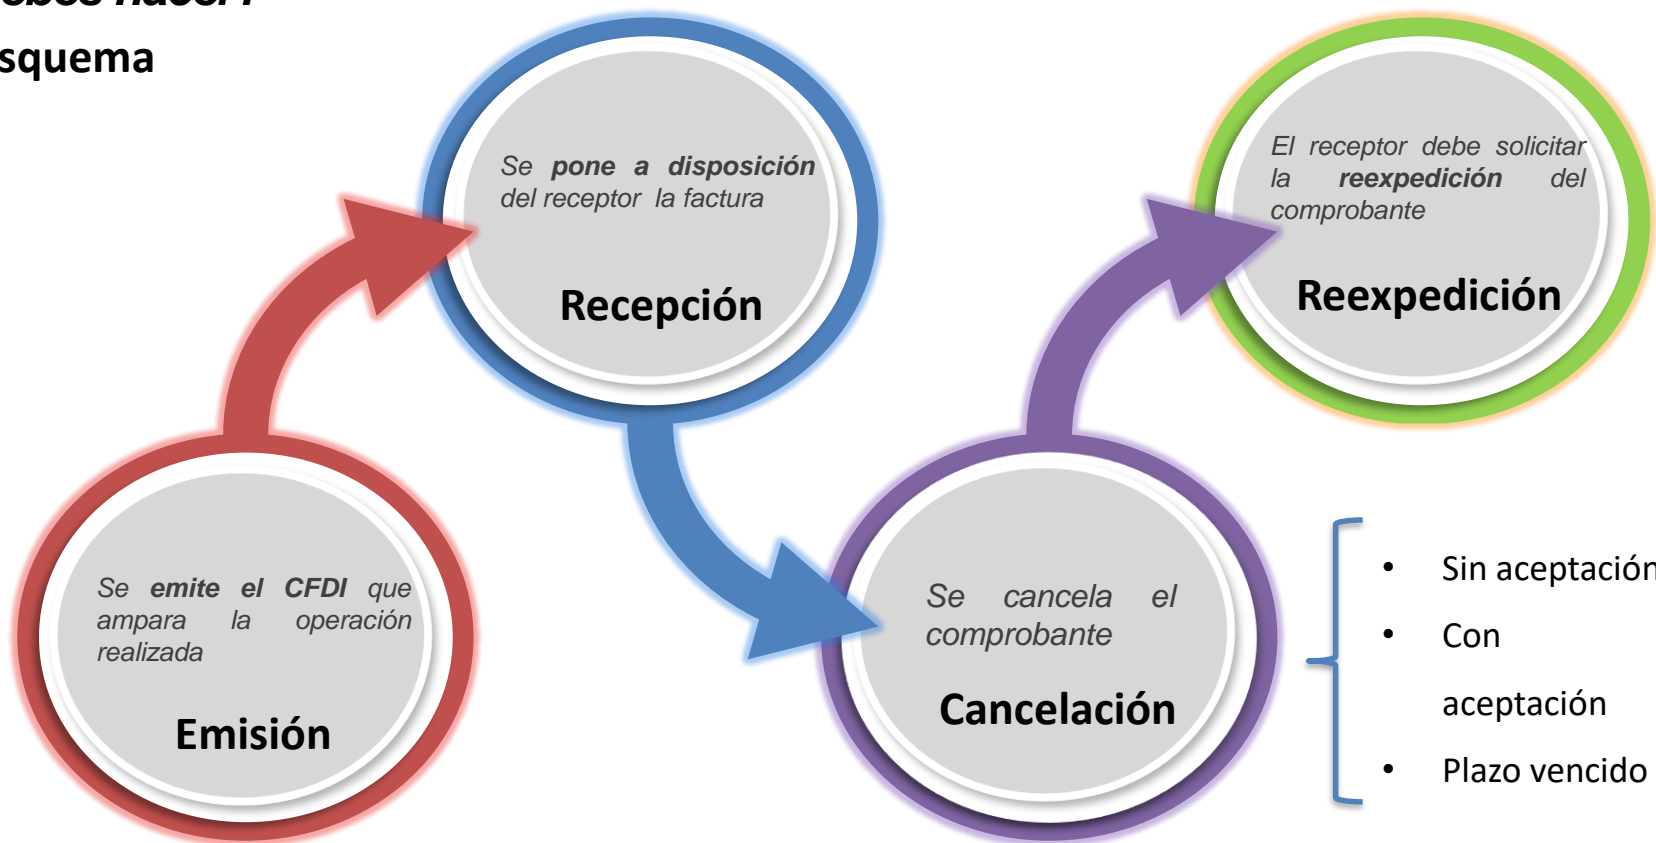 squema
Se pone a disposición
del receptor la factura
Recepción
El receptor debe solicitar
la reexpedición del
comprobante
Reexpedición
Se emite el CFDI que
ampara la operación
realizada
Emisión
Se cancela el
comprobante
Cancelación
• Sin aceptación
• Con
aceptación
• Plazo vencido